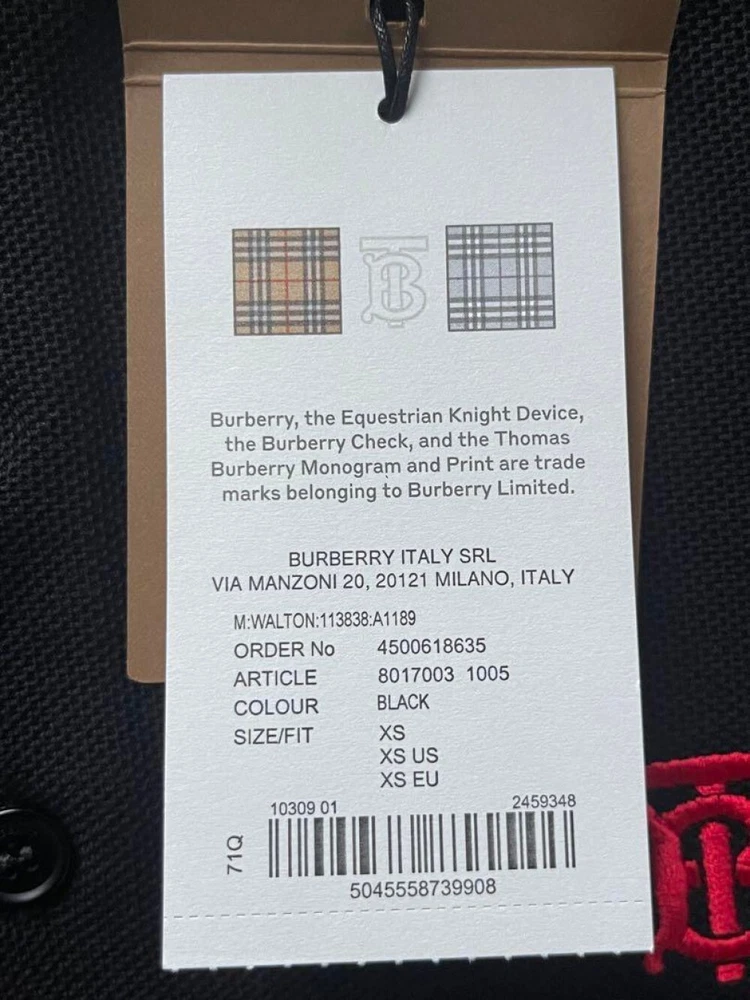 Burberry, the Equestrian Knight Device,
the Burberry Check, and the Thomas
Burberry Monogram and Print are trade
marks belonging to Burberry Limited.
BURBERRY ITALY SRL
VIA MANZONI 20, 20121 MILANO, ITALY
M:WALTON:113838:A1189
ORDER No 4500618635
ARTICLE 8017003 1005
COLOUR BLACK
SIZE/FIT XS
XS US
XS EU
10309 01 2459348
71Q
5045558739908